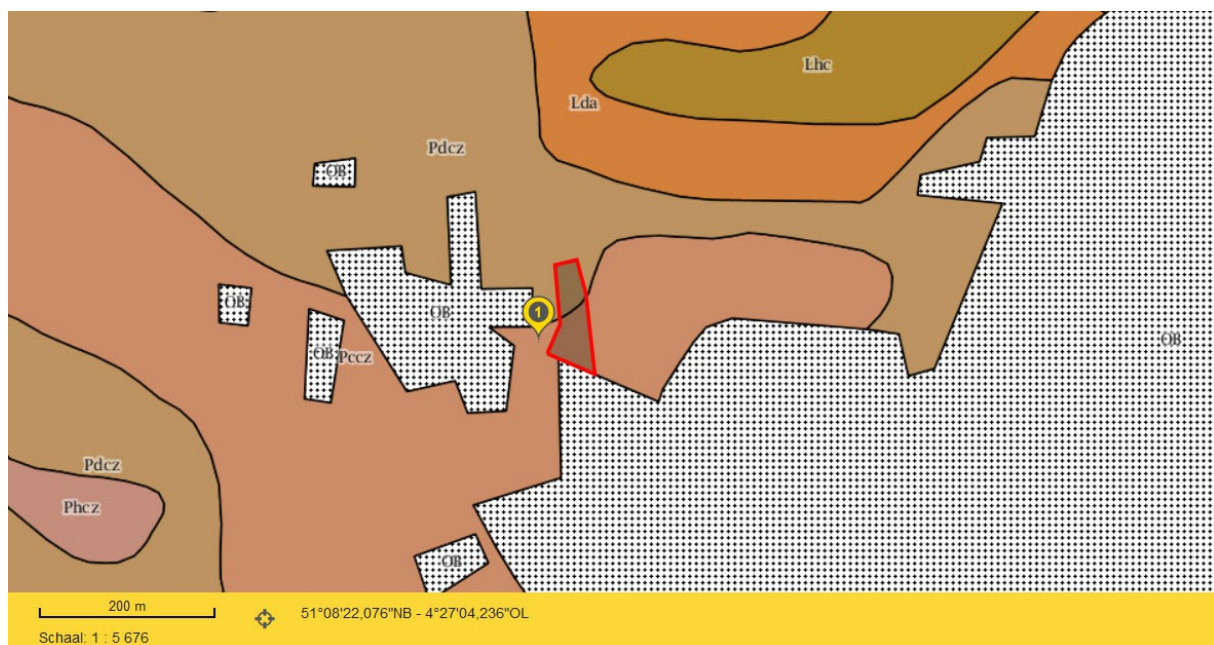 Lhc
Lda
Pdcz
OB
OB
1
OB
OB
Pccz
OB
Pdcz
Phcz
OB
200 m
51°08'22,076"NB - 4°27'04,236"OL
Schaal: 1 : 5 676